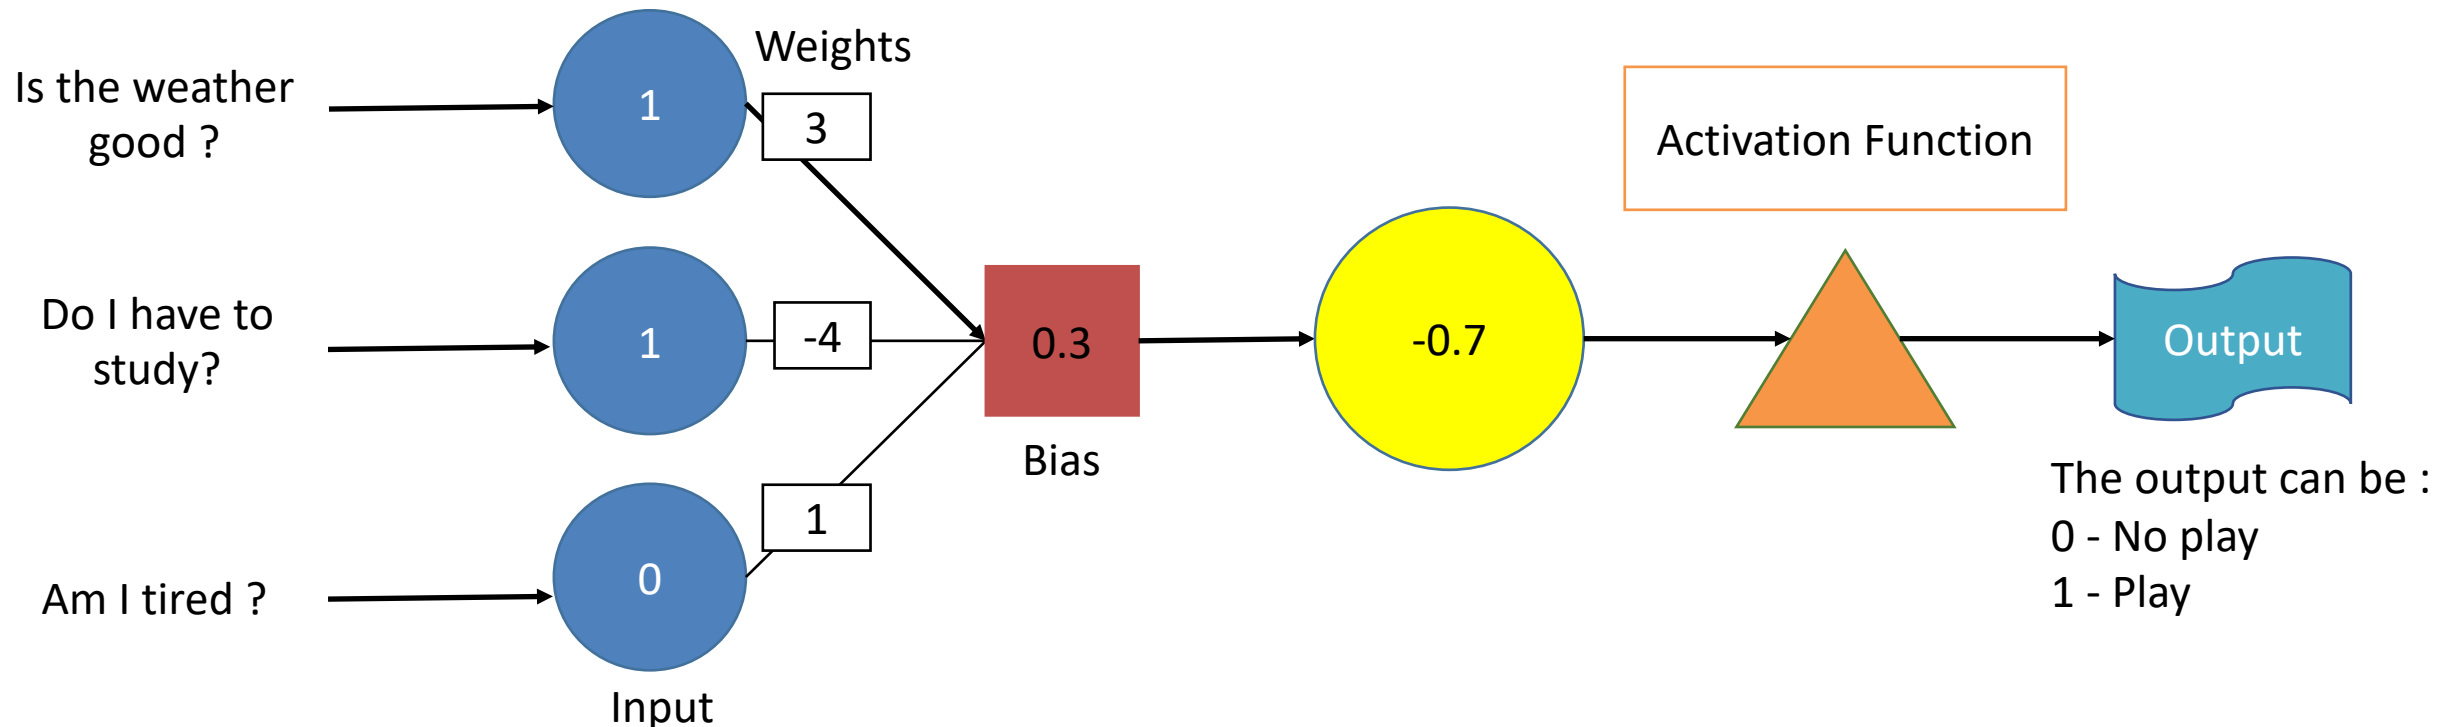 Is the weather
good ?
1
Weights
3
Do I have to
study?
1
-4
Am I tired ?
0
1
Input
0.3
Bias
-0.7
Activation Function
Output
The output can be :
0 - No play
1 - Play